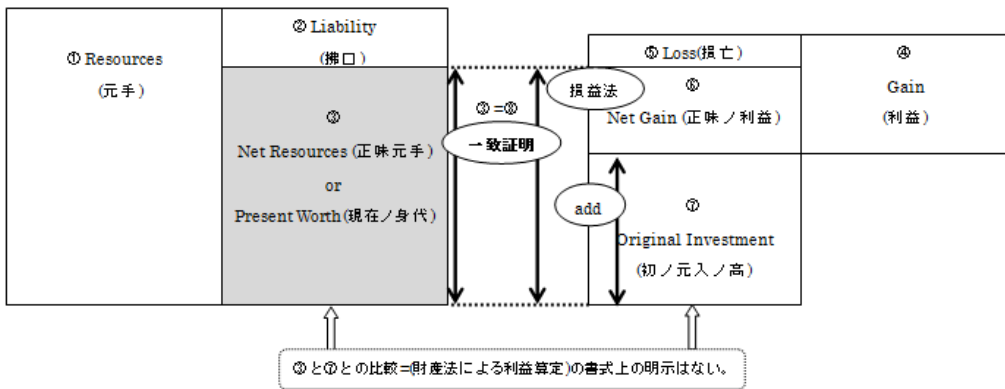 ① Resources
(元手)
② Liability
(拂口)
③
Net Resources (正味元手)
or
Present Worth (現在ノ身代)
③=⑧
一致証明
損益法
add
⑤ Loss(損亡)
⑥
Net Gain (正味ノ利益)
④
Gain
(利益)
⑦
Original Investment
(初ノ元入ノ高)
③と⑦との比較=(財産法による利益算定)の書式上の明示はない。